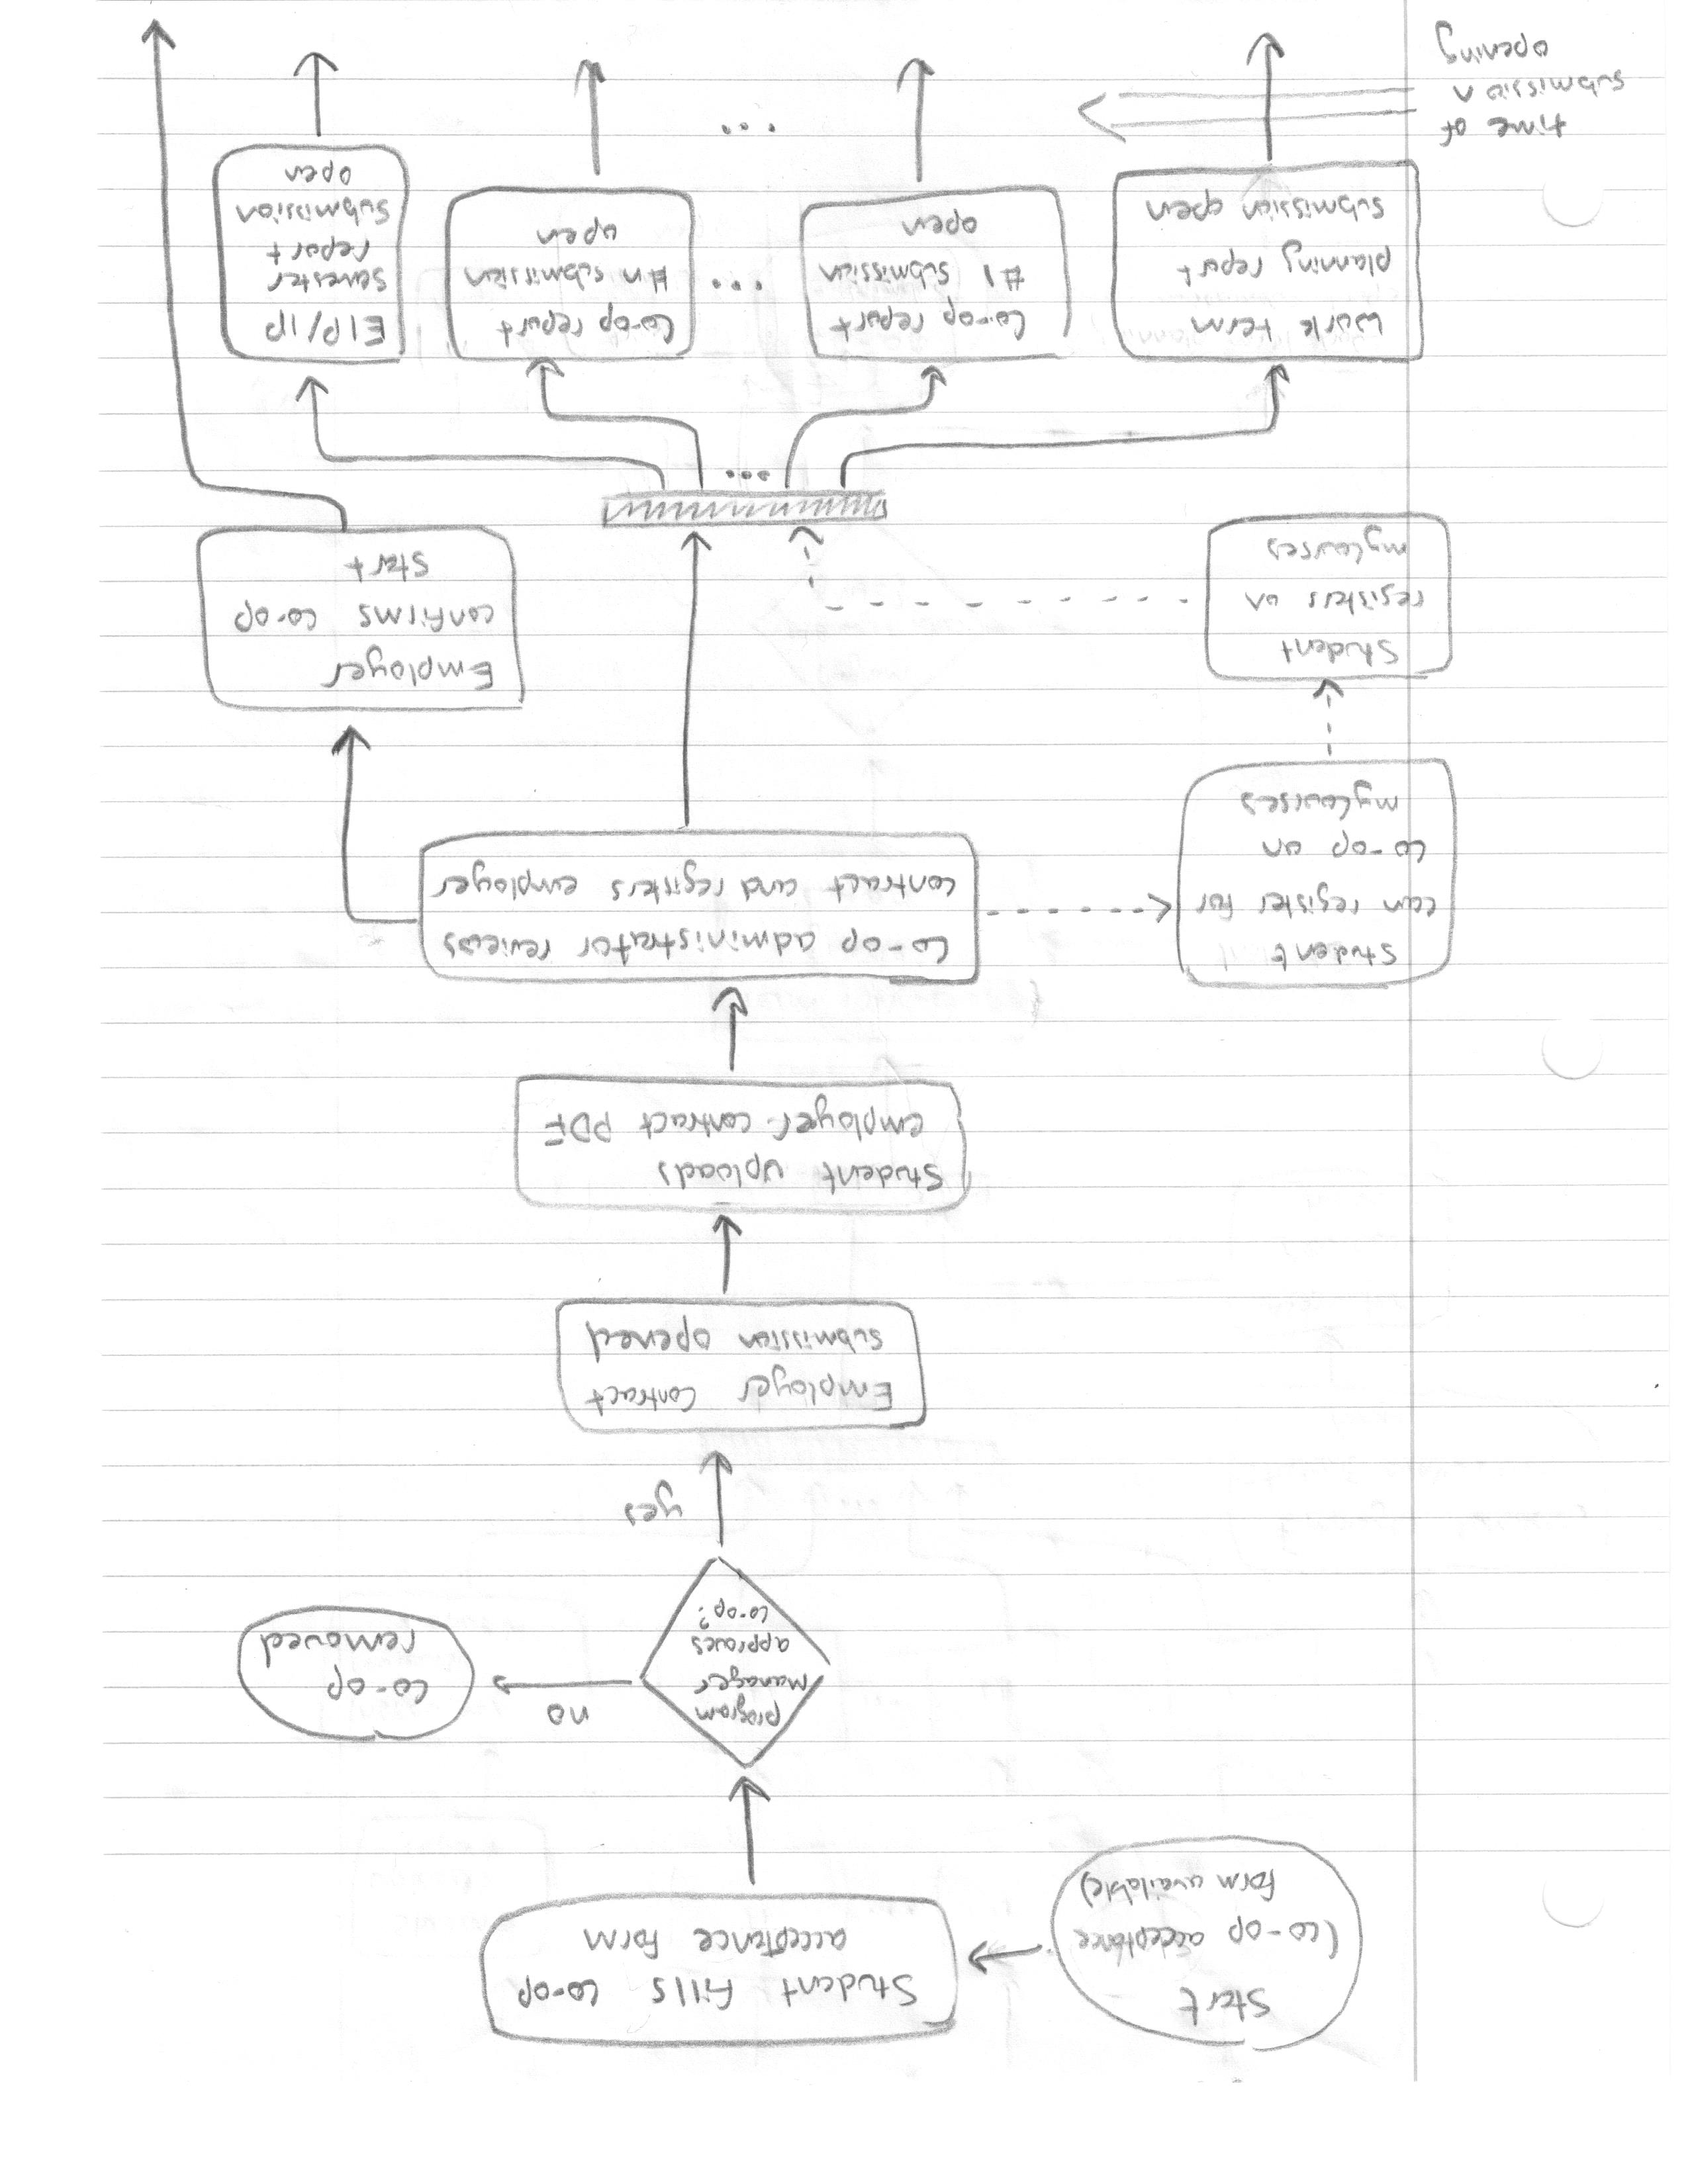 Start
(co-op acceptance
form available)
Student fills co-op
acceptance form
program
manager
approves
co-op?
no
co-op
removed
yes
Employer Contract
submission opened
Student uploads
employer contract PDF
Co-op administrator reviews
contract and registers employer
Student
can register for
co-op on
myCourses
Student
registers on
myCourses
Employer
confirms co-op
start
...
work term
planning report
submission open
Co-op report
#1 submission
open
...
Co-op report
#n submission
open
EIP/IP
semester
report
submission
open
time of
submission
opening
...